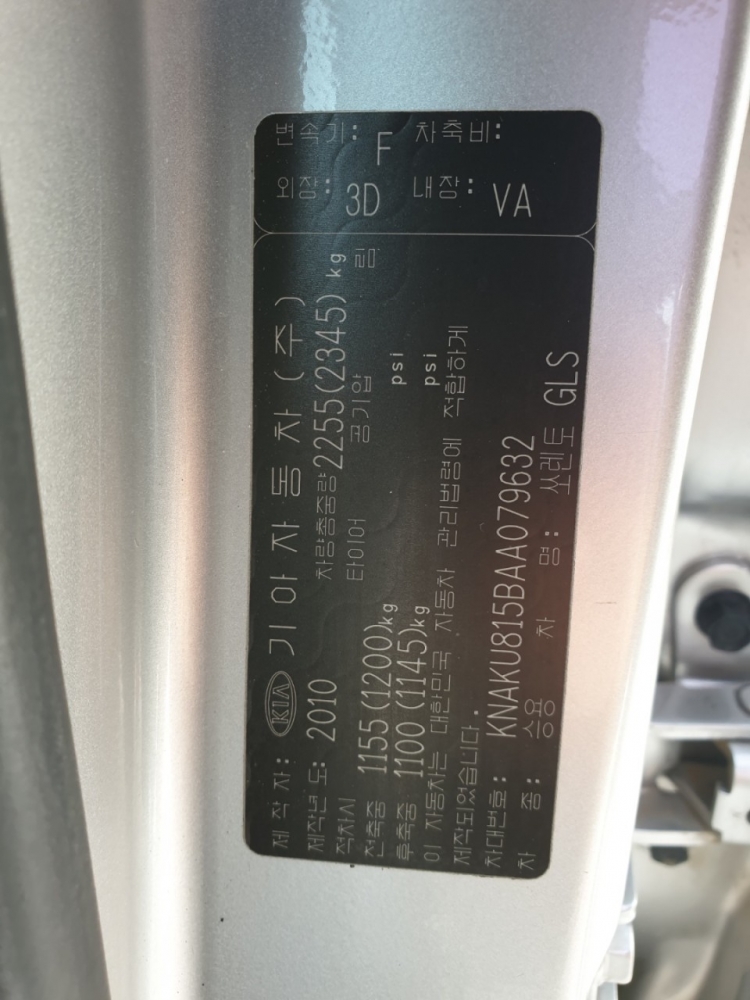 변속기: F 차축비:
외장: 3D 내장: VA
제 작 자: KIA 기 아 자 동 차 ( 주 )
제작년 도: 2010 차량총중량 2255(2345) kg
적차시 타이어 공기압 림
전축중 1155 (1200)kg psi
후축중 1100 (1145)kg psi
이 자동차는 대한민국 자동차 관리법령에 적합하게
제작되었습니다.
차대번호: KNAKU815BAA079632
차 종: 승용 차 명: 쏘렌토 GLS